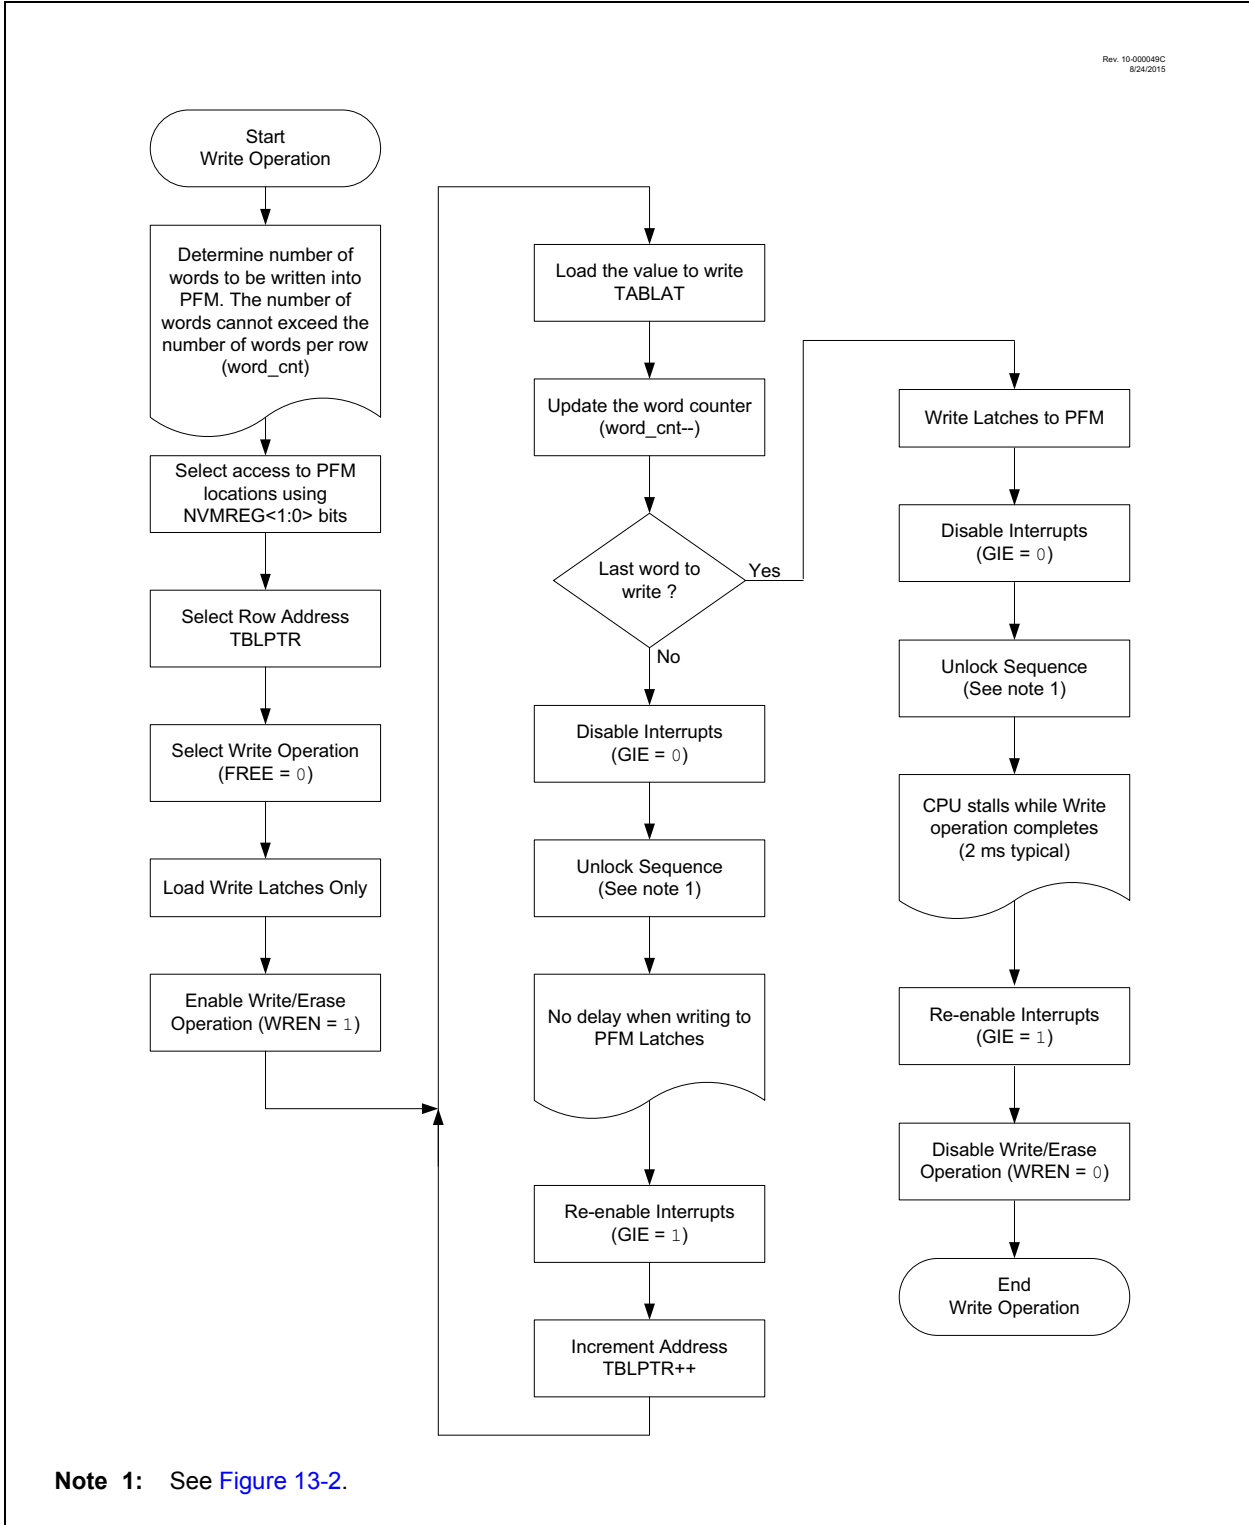 Rev. 10-000049C
8/24/2015
Start
Write Operation
Determine number of
words to be written into
PFM. The number of
words cannot exceed the
number of words per row
(word_cnt)
Select access to PFM
locations using
NVMREG<1:0> bits
Select Row Address
TBLPTR
Select Write Operation
(FREE = 0)
Load Write Latches Only
Enable Write/Erase
Operation (WREN = 1)
Load the value to write
TABLAT
Update the word counter
(word_cnt--)
Last word to
write ?
Yes
No
Disable Interrupts
(GIE = 0)
Unlock Sequence
(See note 1)
No delay when writing to
PFM Latches
Re-enable Interrupts
(GIE = 1)
Increment Address
TBLPTR++
Write Latches to PFM
Disable Interrupts
(GIE = 0)
Unlock Sequence
(See note 1)
CPU stalls while Write
operation completes
(2 ms typical)
Re-enable Interrupts
(GIE = 1)
Disable Write/Erase
Operation (WREN = 0)
End
Write Operation
Note 1: See Figure 13-2.